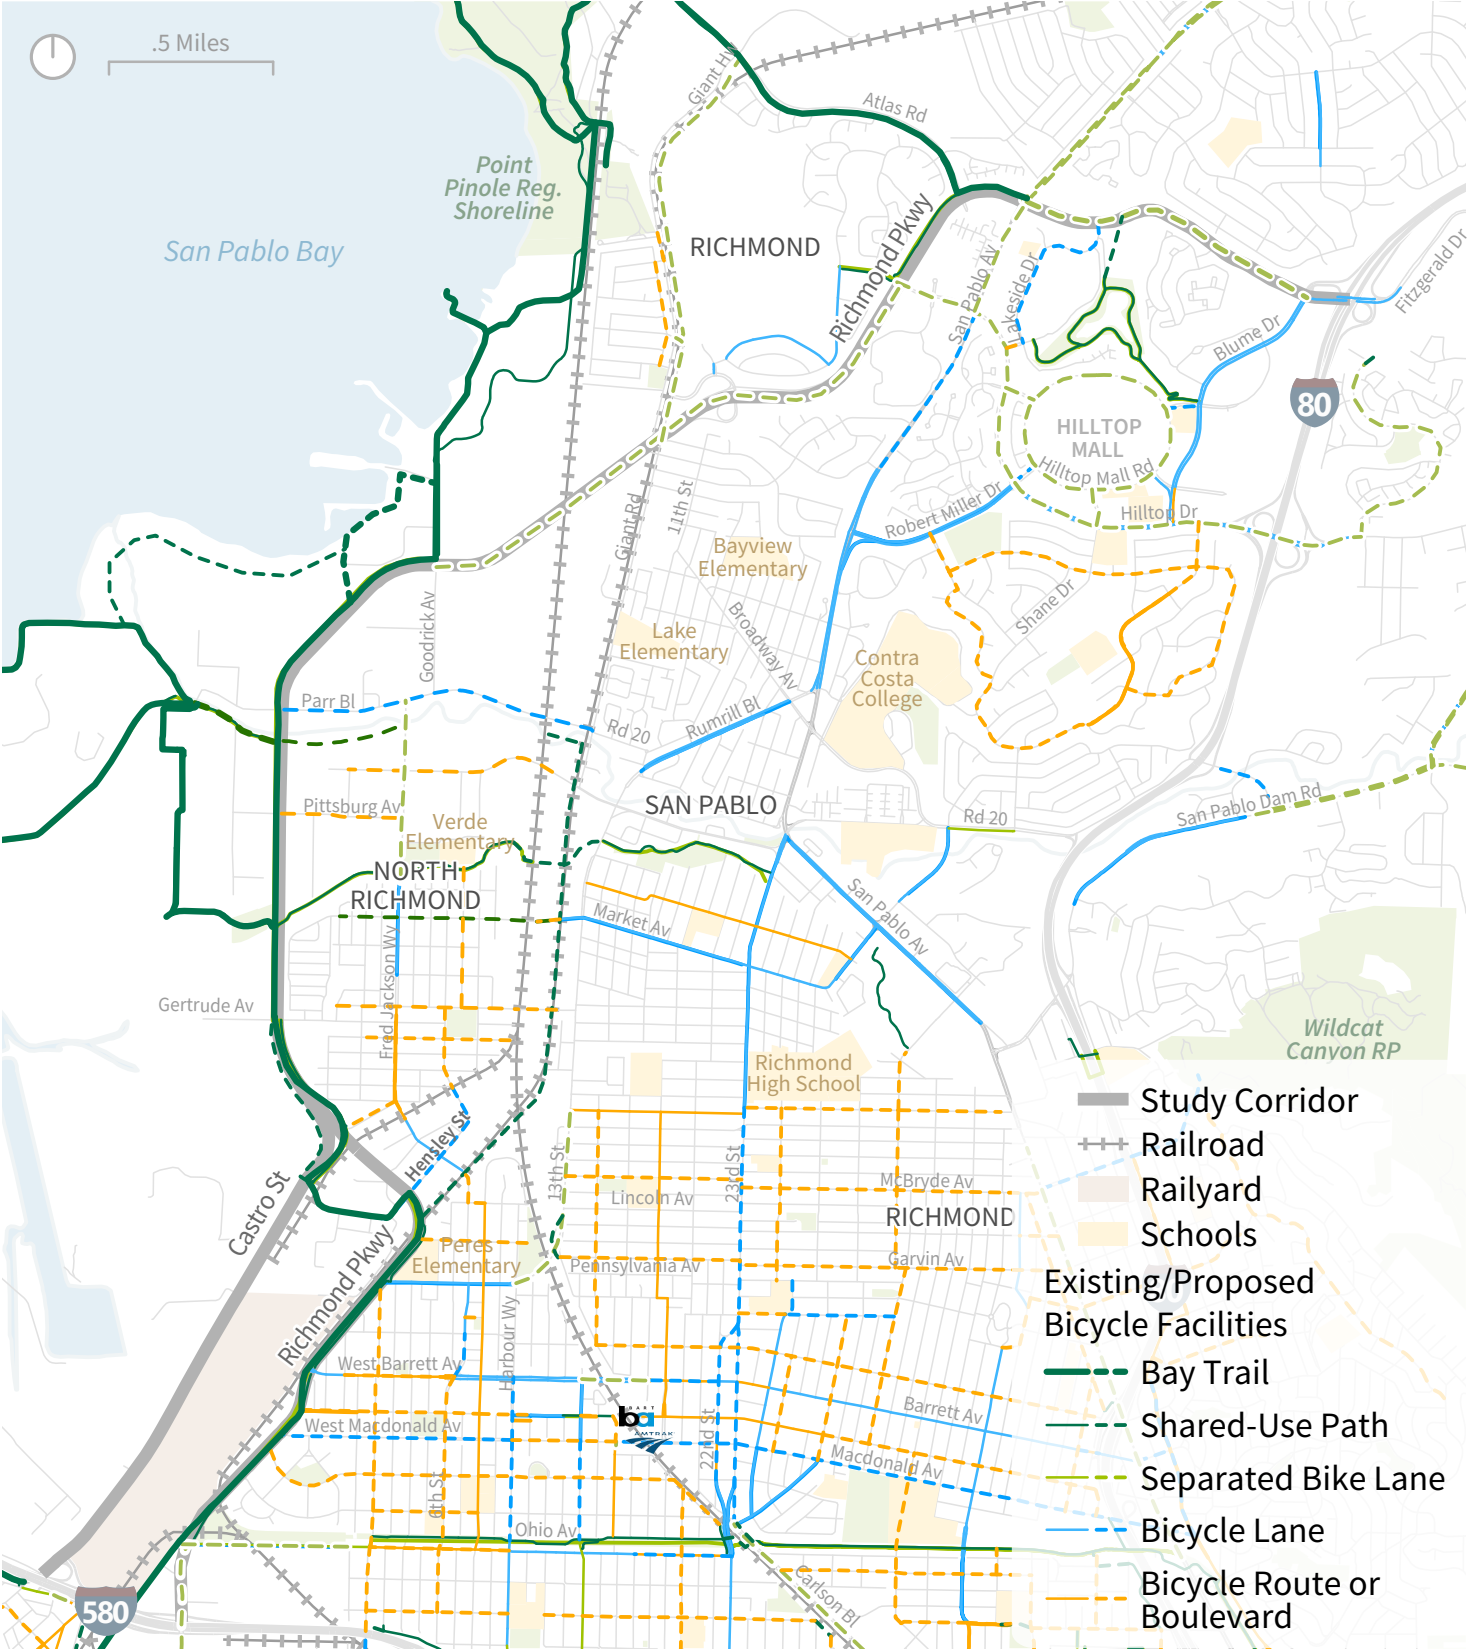 .5 Miles
Giant Hw
Atlas Rd
Point
Pinole Reg.
Shoreline
San Pablo Bay
RICHMOND
Richmond Pkwy
San Pablo Av
Lakeside Dr
Fitzgerald Dr
Blume Dr
80
HILLTOP
MALL
Hilltop Mall Rd
Robert Miller Dr
Hilltop Dr
Giant Rd
11th St
Bayview
Elementary
Shane Dr
Goodrick Av
Lake
Elementary
Broadway Av
Contra
Costa
College
Parr Bl
Rd 20
Rumrill Bl
Pittsburg Av
SAN PABLO
San Pablo Dam Rd
Rd 20
Verde
Elementary
NORTH
RICHMOND
Market Av
San Pablo Av
Fred Jackson Wy
Gertrude Av
Wildcat
Canyon RP
Richmond
High School
Hensley St
13th St
23rd St
McBryde Av
Lincoln Av
RICHMOND
Castro St
Richmond Pkwy
Peres
Elementary
Pennsylvania Av
Garvin Av
Harbour Wy
West Barrett Av
Barrett Av
West Macdonald Av
BART
ba
AMTRAK
22nd St
Macdonald Av
6th St
Ohio Av
Carlson Bl
580
Study Corridor
Railroad
Railyard
Schools
Existing/Proposed
Bicycle Facilities
Bay Trail
Shared-Use Path
Separated Bike Lane
Bicycle Lane
Bicycle Route or
Boulevard